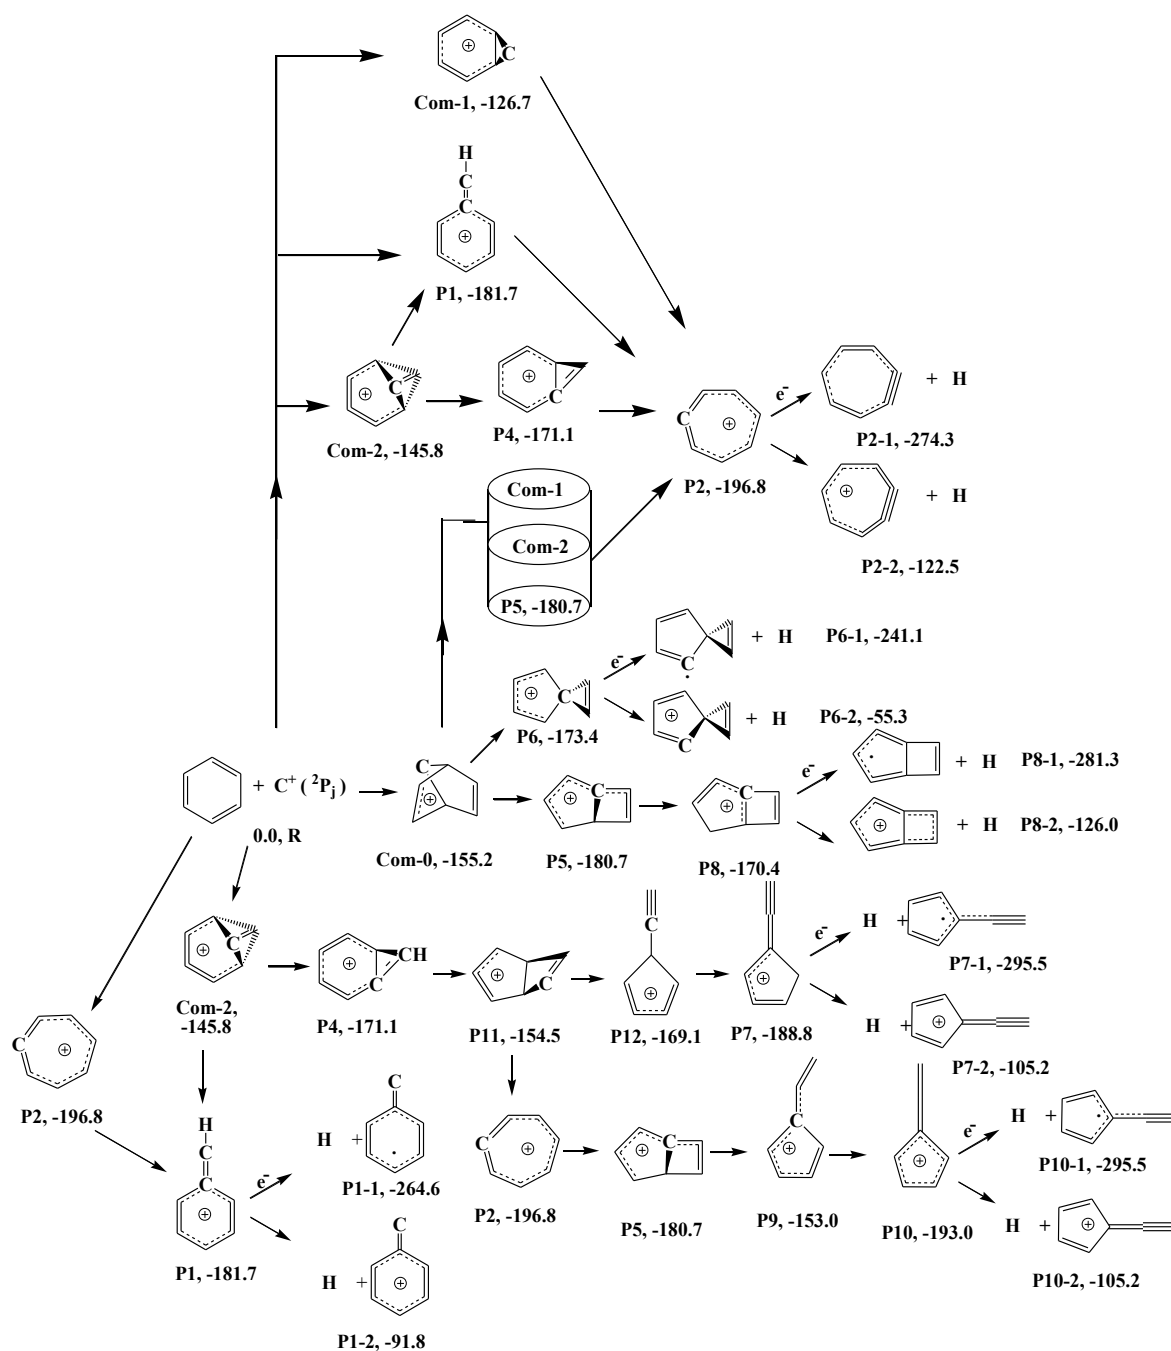 C
Com-1, -126.7
H
C
C
P1, -181.7
C
Com-2, -145.8
C
P4, -171.1
C
P2, -196.8
e-
+ H
P2-1, -274.3
+ H
P2-2, -122.5
Com-1
Com-2
P5, -180.7
C
P6, -173.4
e-
C
+ H P6-1, -241.1
C
+ H P6-2, -55.3
+ C+ (2Pj)
0.0, R
C
Com-0, -155.2
C
P5, -180.7
C
P8, -170.4
e-
+ H P8-1, -281.3
+ H P8-2, -126.0
C
Com-2,
-145.8
CH
C
P4, -171.1
C
P11, -154.5
C
P12, -169.1
P7, -188.8
e-
H +
P7-1, -295.5
H +
P7-2, -105.2
C
P2, -196.8
H
C
C
P1, -181.7
e-
H +
C
P1-1, -264.6
H +
C
P1-2, -91.8
C
P2, -196.8
C
P5, -180.7
C
P9, -153.0
P10, -193.0
e-
H +
P10-1, -295.5
H +
P10-2, -105.2